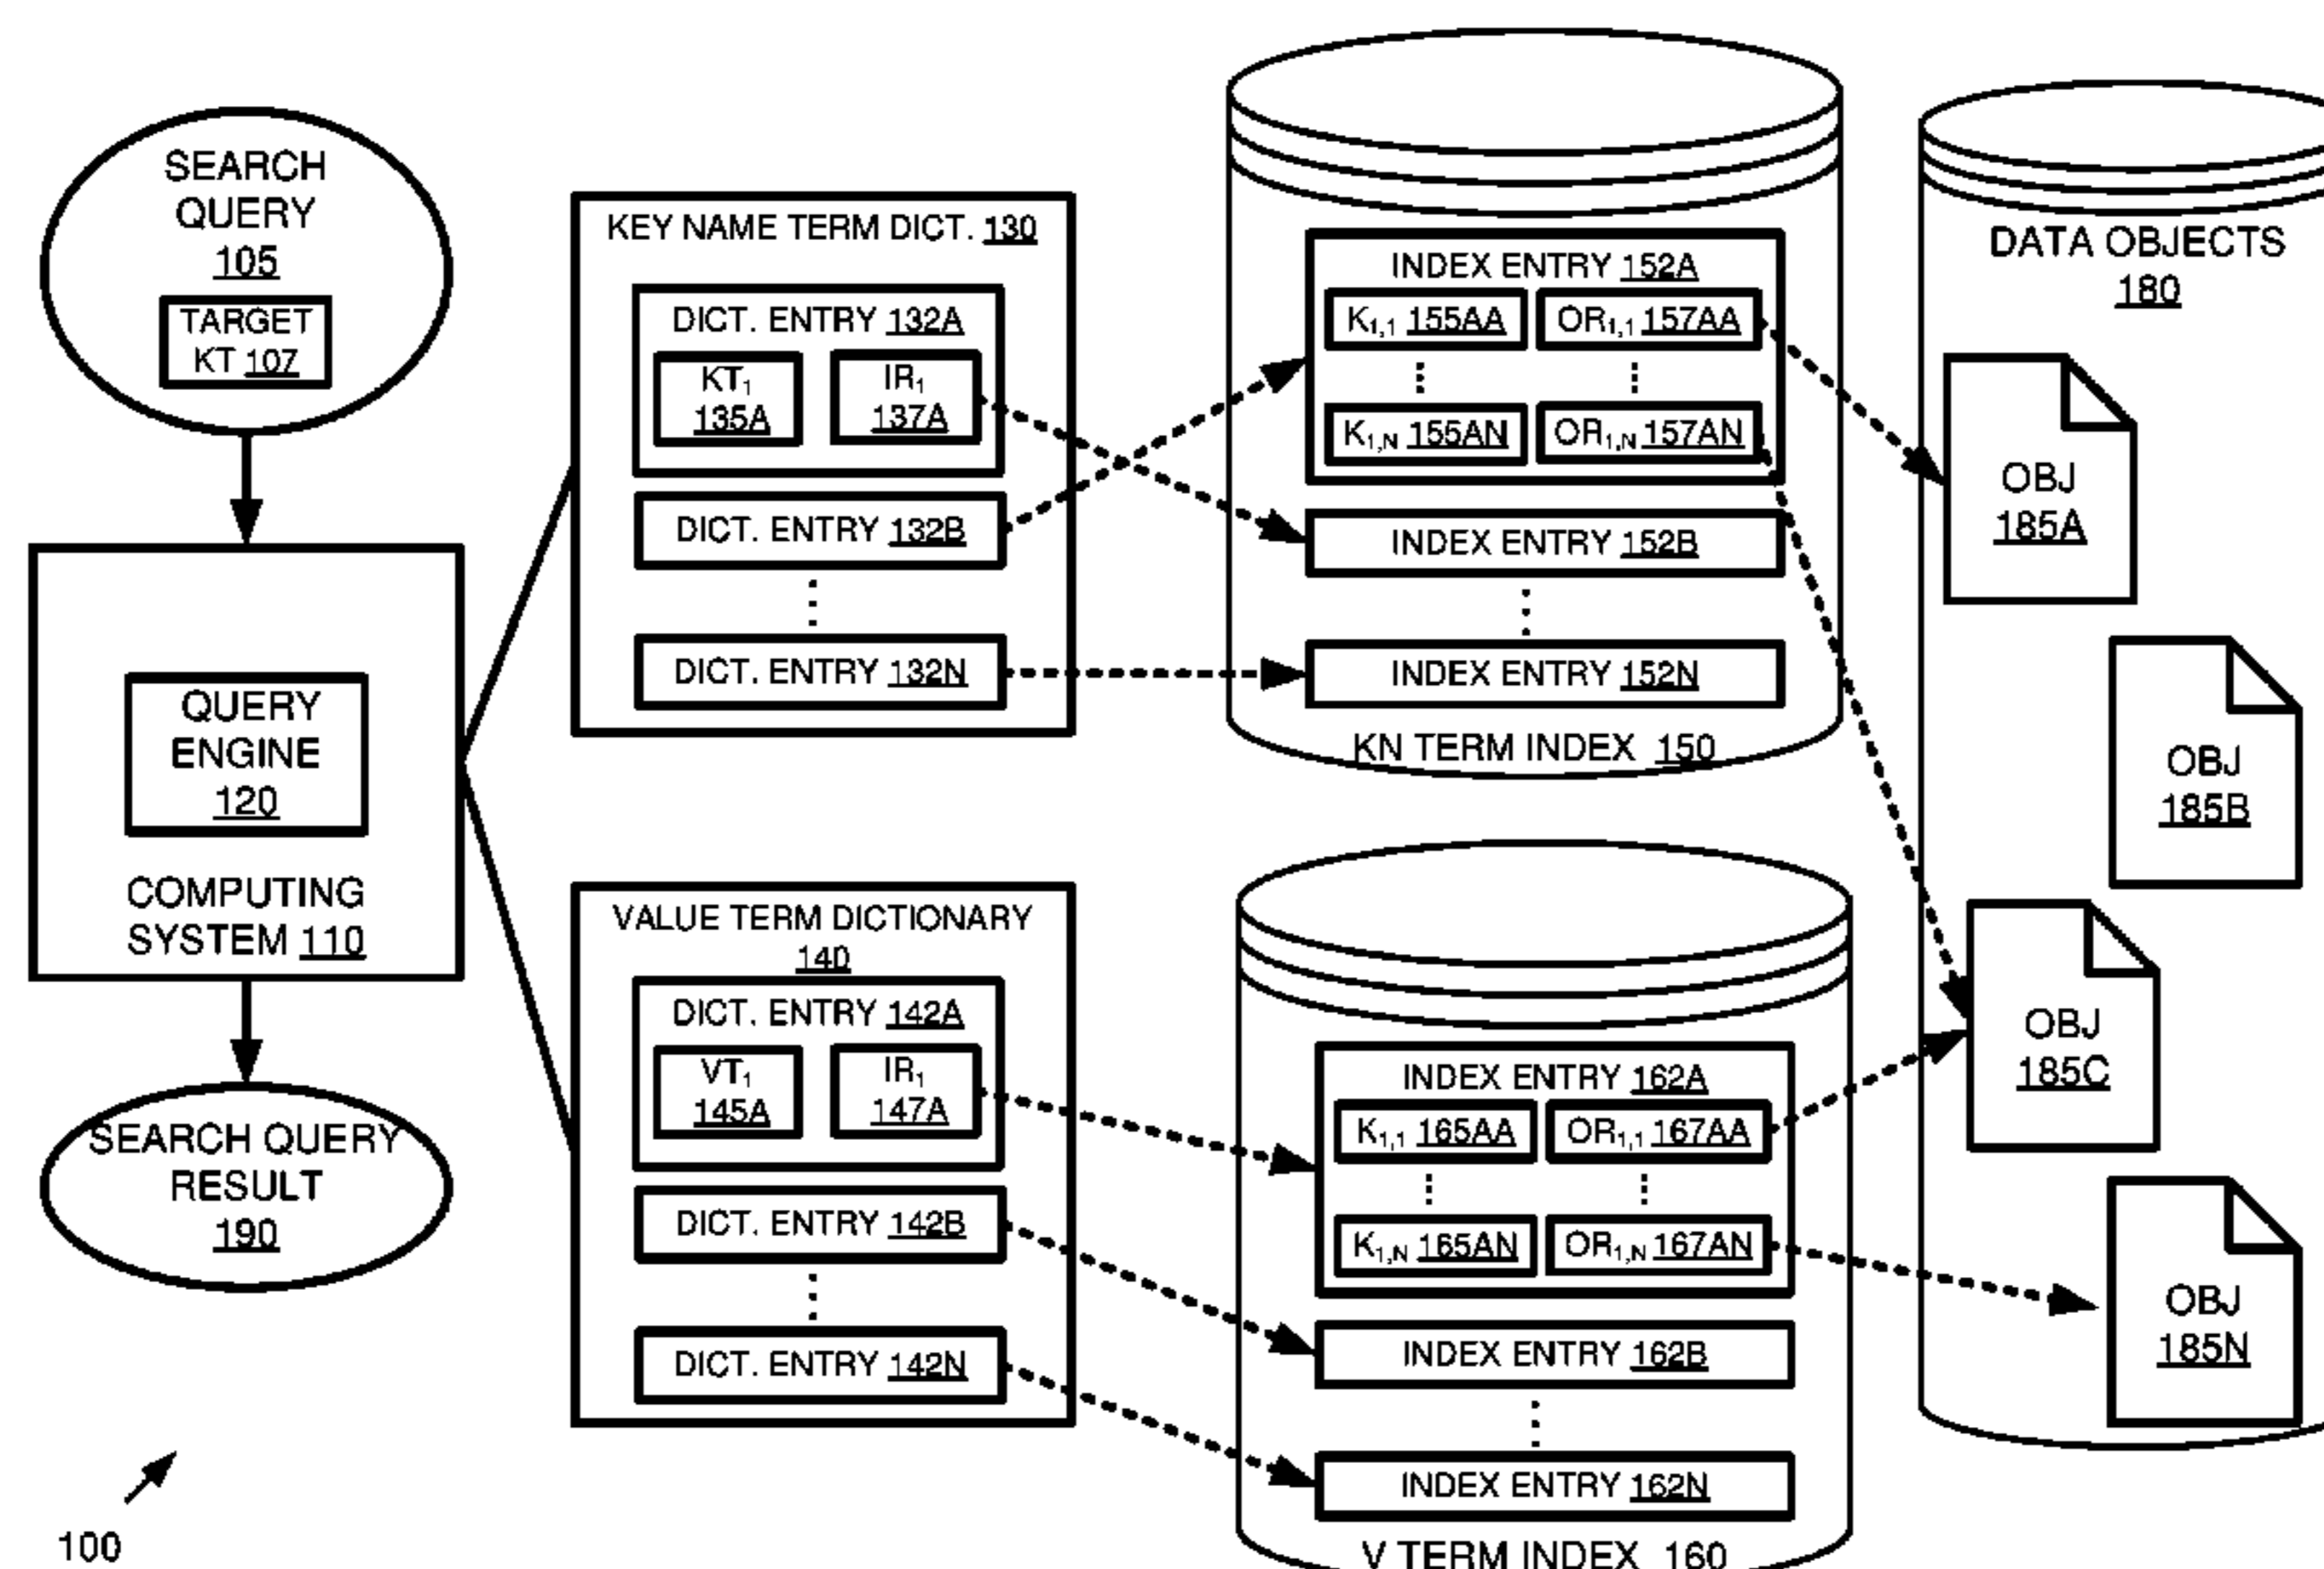 SEARCH
QUERY
105
TARGET
KT 107
QUERY
ENGINE
120
COMPUTING
SYSTEM 110
SEARCH QUERY
RESULT
190
100
KEY NAME TERM DICT. 130
DICT. ENTRY 132A
KT₁
135A
IR₁
137A
DICT. ENTRY 132B
DICT. ENTRY 132N
VALUE TERM DICTIONARY
140
DICT. ENTRY 142A
VT₁
145A
IR₁
147A
DICT. ENTRY 142B
DICT. ENTRY 142N
INDEX ENTRY 152A
K₁,₁ 155AA
OR₁,₁ 157AA
K₁,N 155AN
OR₁,N 157AN
INDEX ENTRY 152B
INDEX ENTRY 152N
KN TERM INDEX 150
INDEX ENTRY 162A
K₁,₁ 165AA
OR₁,₁ 167AA
K₁,N 165AN
OR₁,N 167AN
INDEX ENTRY 162B
INDEX ENTRY 162N
V TERM INDEX 160
DATA OBJECTS
180
OBJ
185A
OBJ
185B
OBJ
185C
OBJ
185N